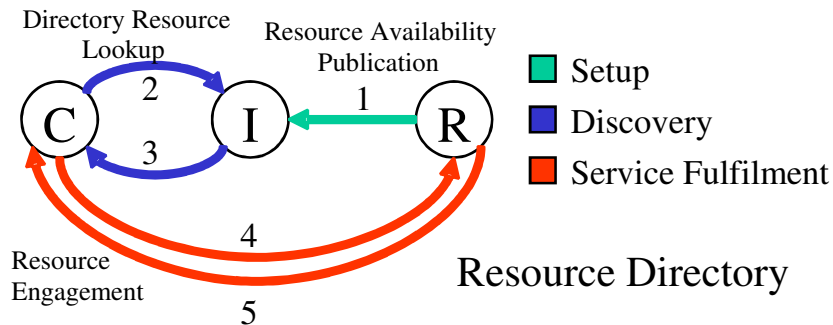 Directory Resource
Lookup
Resource Availability
Publication
2
1
C
I
R
3
4
5
Resource
Engagement
Setup
Discovery
Service Fulfilment
Resource Directory